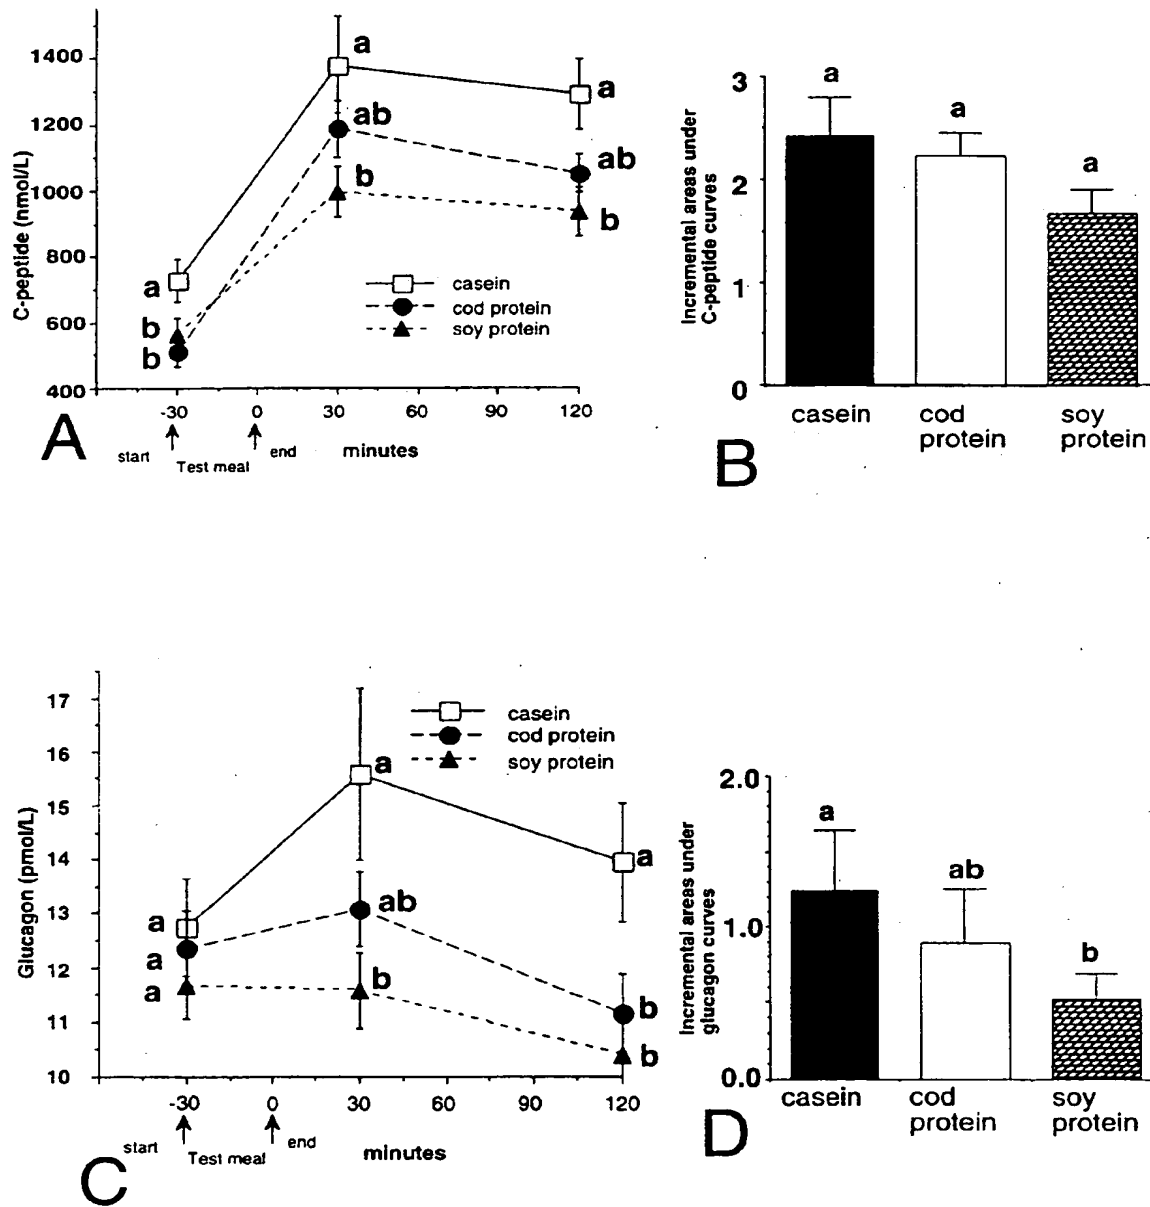 1400
1200
1000
800
600
400
C-peptide (nmol/L)
a
a
ab
ab
b
b
a
b
b
casein
cod protein
soy protein
-30 0 30 60 90 120
start
Test meal
end
minutes
A
3
2
1
0
Incremental areas under
C-peptide curves
a
a
a
casein
cod
protein
soy
protein
B
17
16
15
14
13
12
11
10
Glucagon (pmol/L)
casein
cod protein
soy protein
a
a
a
ab
a
b
a
b
b
-30 0 30 60 90 120
start
Test meal
end
minutes
C
2.0
1.0
0.0
Incremental areas under
glucagon curves
a
ab
b
casein
cod
protein
soy
protein
D